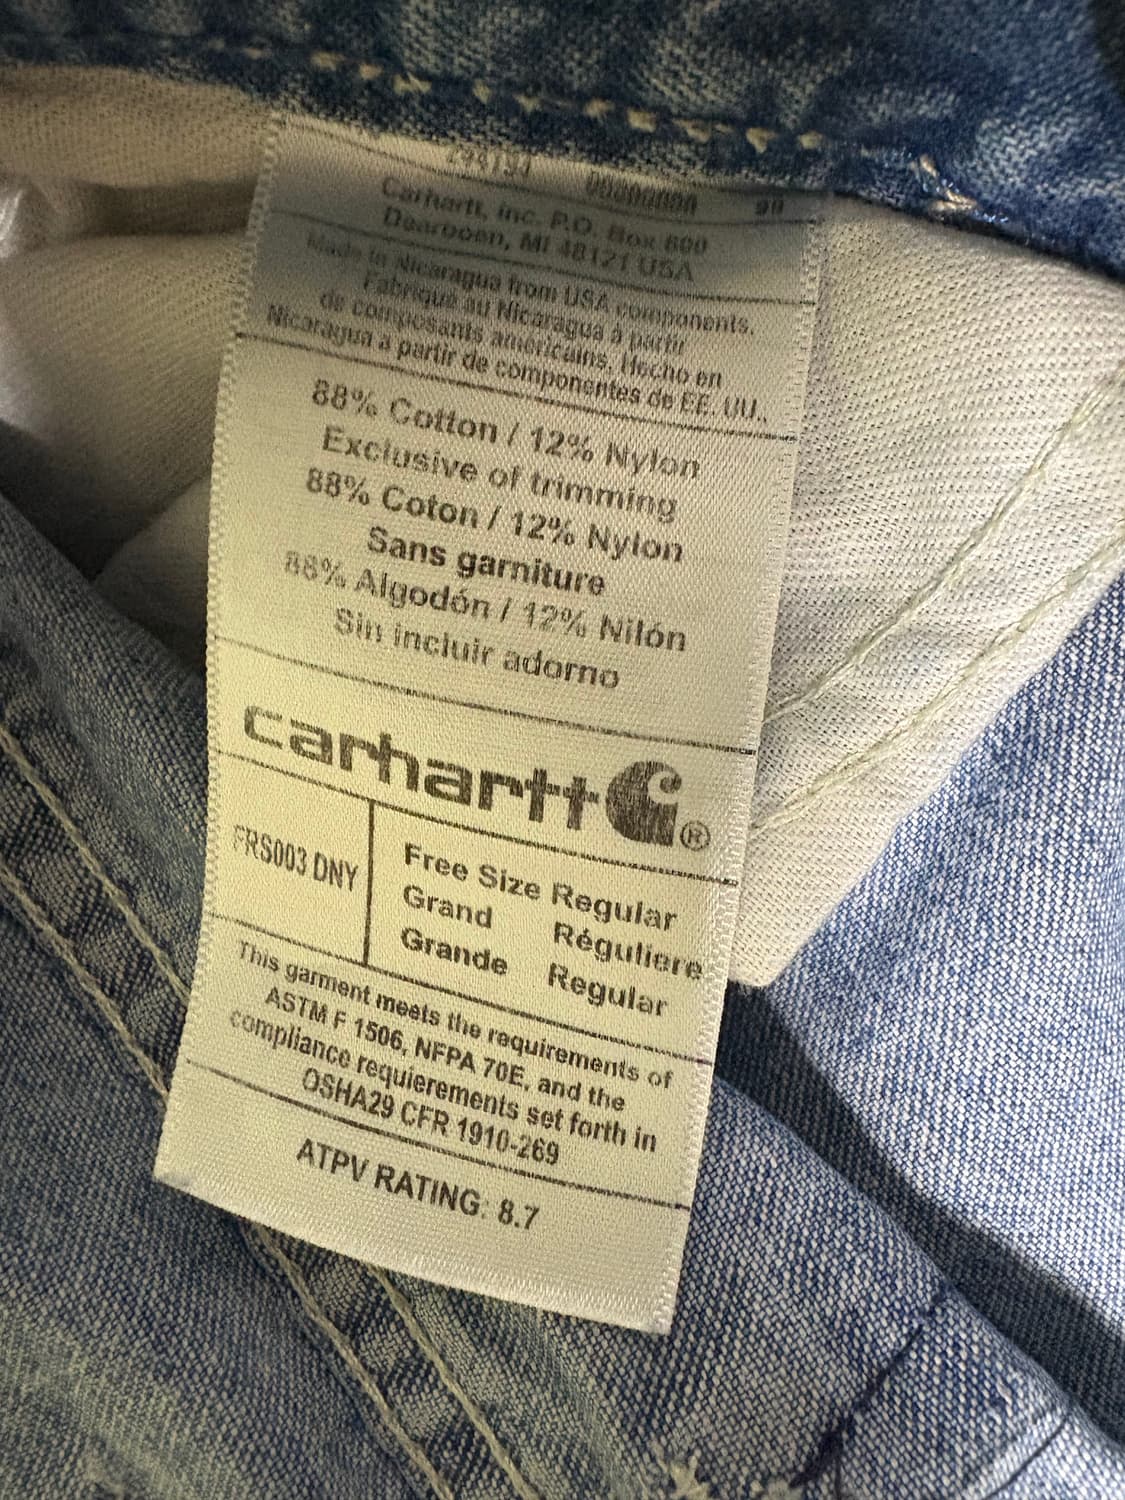 Carhartt, Inc. P.O. Box 600
Dearborn, MI 48121 USA
Made in Nicaragua from USA components.
Fabriqué au Nicaragua à partir
de composants américains. Hecho en
Nicaragua a partir de componentes de EE. UU..
88% Cotton / 12% Nylon
Exclusive of trimming
88% Coton / 12% Nylon
Sans garniture
88% Algodón / 12% Nilón
Sin incluir adorno
carhartt ®
FRS003 DNY
Free Size Regular
Grand Réguliere
Grande Regular
This garment meets the requirements of
ASTM F 1506, NFPA 70E, and the
compliance requierements set forth in
OSHA29 CFR 1910-269
ATPV RATING: 8.7